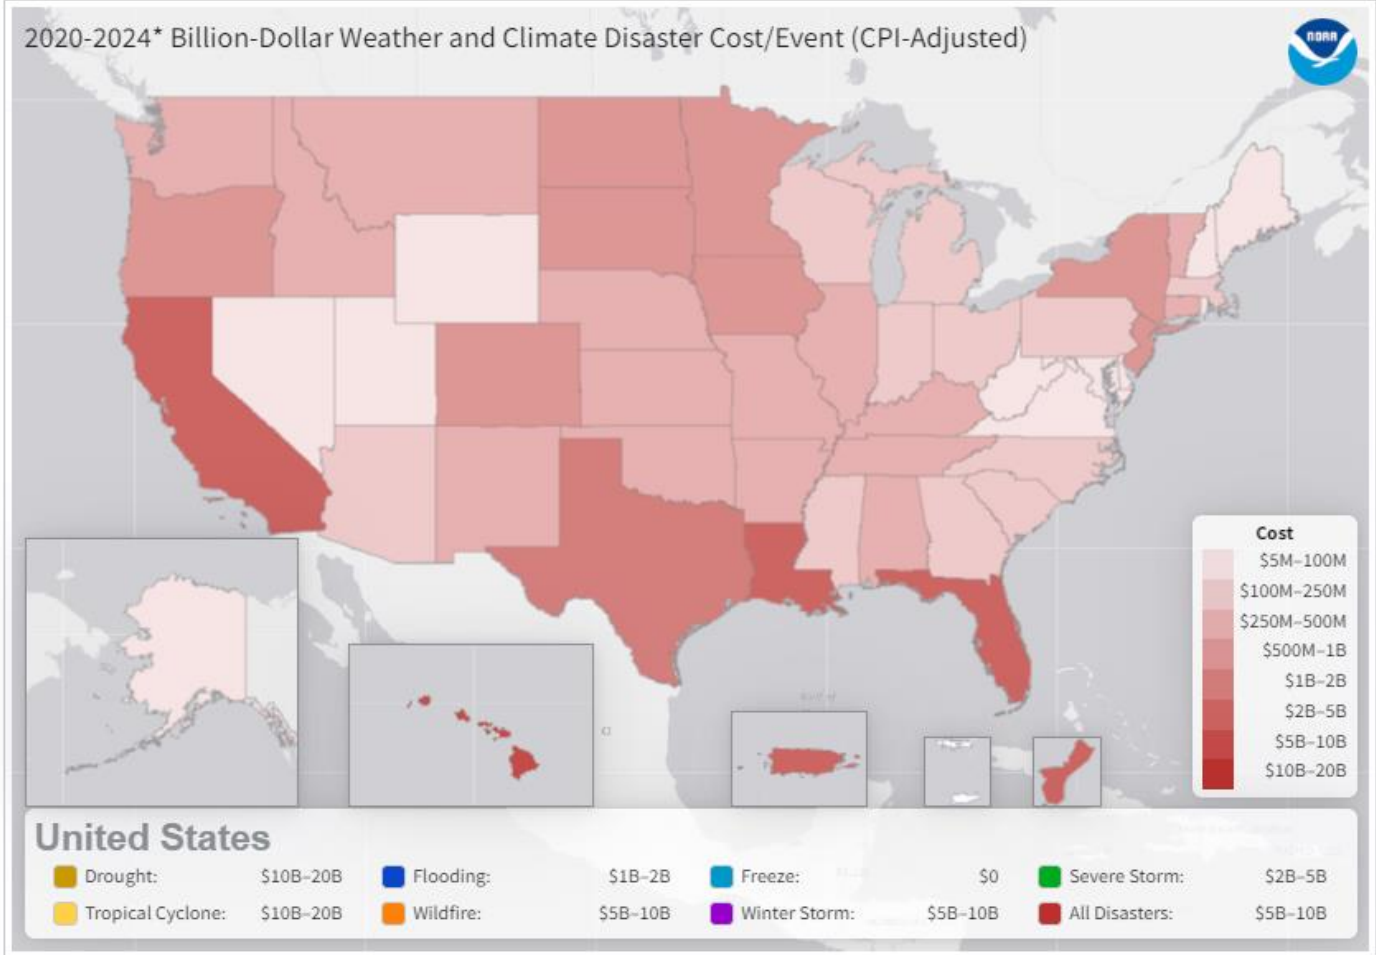 2020-2024* Billion-Dollar Weather and Climate Disaster Cost/Event (CPI-Adjusted)
NOAA
Cost
$5M–100M
$100M–250M
$250M–500M
$500M–1B
$1B–2B
$2B–5B
$5B–10B
$10B–20B
United States
Drought: $10B–20B Flooding: $1B–2B Freeze: $0 Severe Storm: $2B–5B
Tropical Cyclone: $10B–20B Wildfire: $5B–10B Winter Storm: $5B–10B All Disasters: $5B–10B